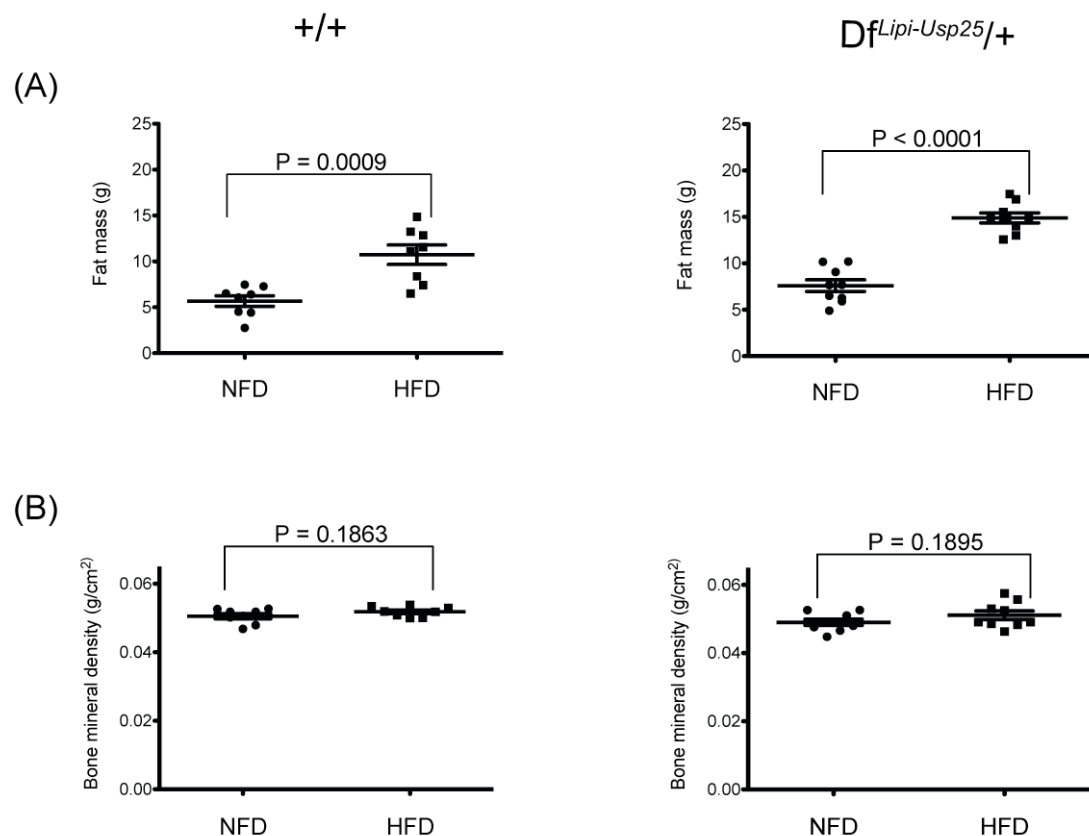 +/+
Df^Lipi-Usp25/+
(A)
Fat mass (g)
25
20
15
10
5
0
P = 0.0009
NFD
HFD
Fat mass (g)
25
20
15
10
5
0
P < 0.0001
NFD
HFD
(B)
Bone mineral density (g/cm²)
0.06
0.04
0.02
0.00
P = 0.1863
NFD
HFD
Bone mineral density (g/cm²)
0.06
0.04
0.02
0.00
P = 0.1895
NFD
HFD